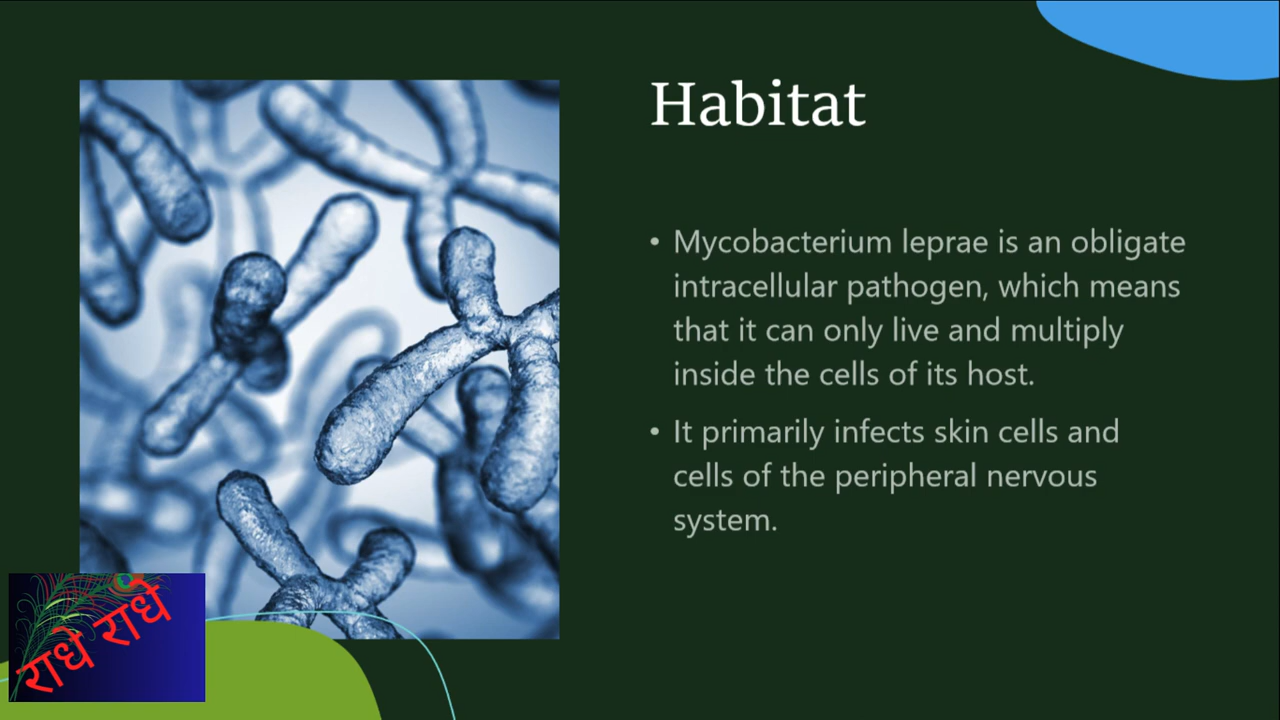 Habitat
• Mycobacterium leprae is an obligate
intracellular pathogen, which means
that it can only live and multiply
inside the cells of its host.
• It primarily infects skin cells and
cells of the peripheral nervous
system.
राधे राधे